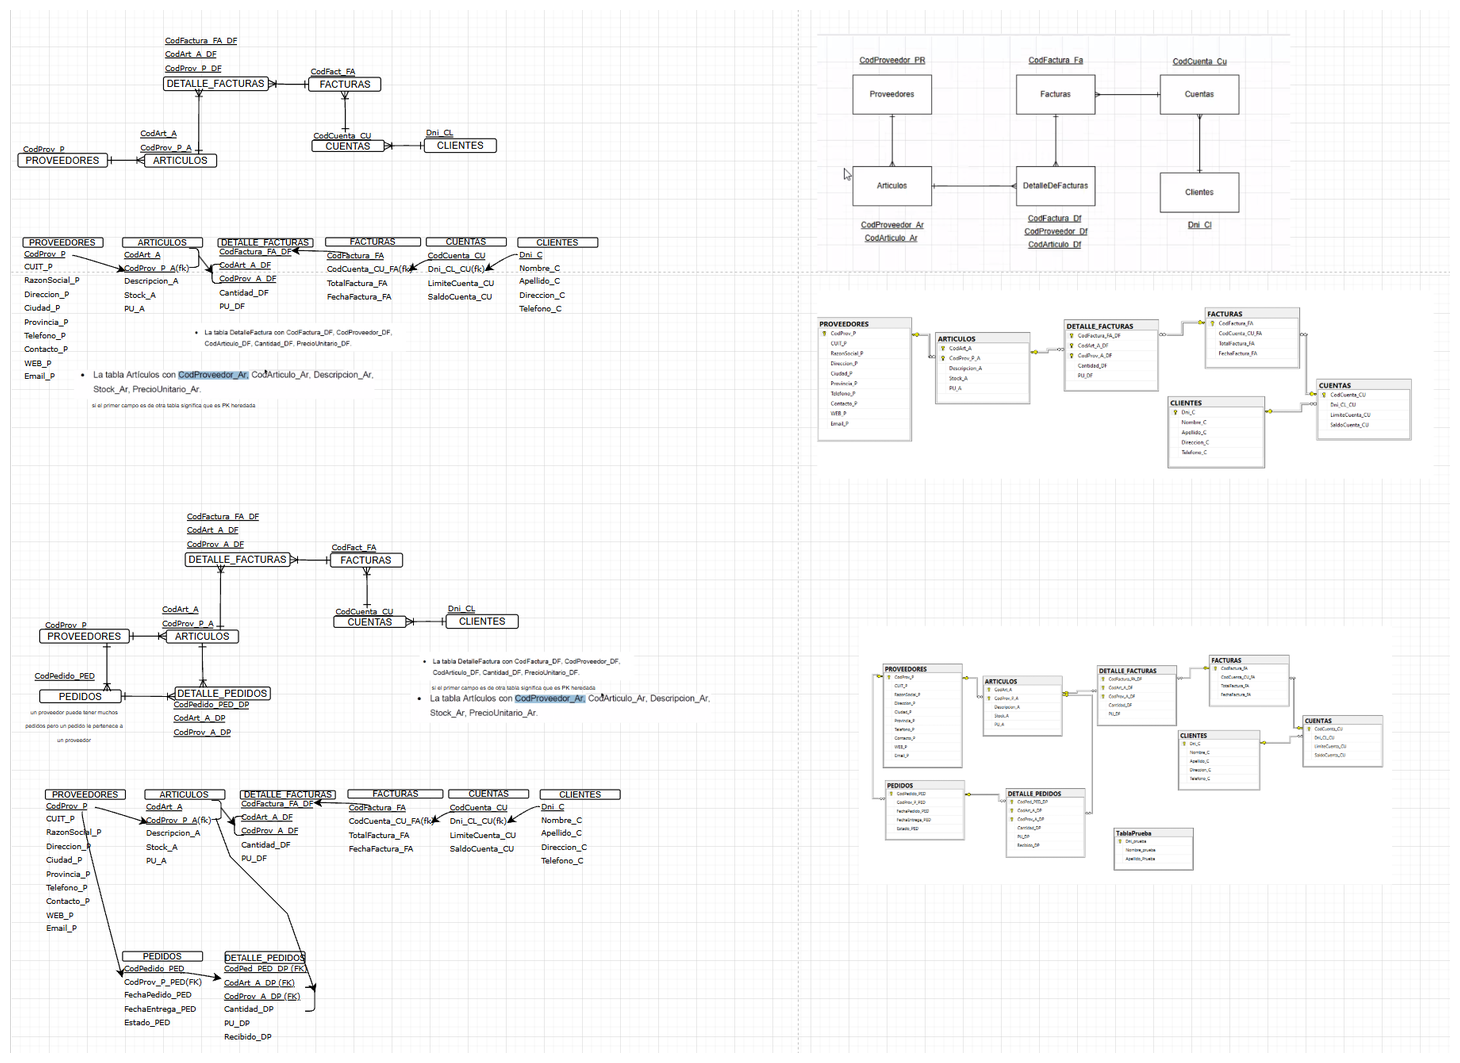 CodFactura_FA_DF
CodArt_A_DF
CodProv_P_DF
DETALLE_FACTURAS
CodFact_FA
FACTURAS
CodArt_A
CodProv_P_A
CodProv_P
PROVEEDORES
ARTICULOS
CodCuenta_CU
CUENTAS
Dni_CL
CLIENTES
PROVEEDORES
CodProv_P
CUIT_P
RazonSocial_P
Direccion_P
Ciudad_P
Provincia_P
Telefono_P
Contacto_P
WEB_P
Email_P
ARTICULOS
CodArt_A
CodProv_P_A(fk)
Descripcion_A
Stock_A
PU_A
DETALLE_FACTURAS
CodFactura_FA_DF
CodArt_A_DF
CodProv_A_DF
Cantidad_DF
PU_DF
FACTURAS
CodFactura_FA
CodCuenta_CU_FA(fk)
TotalFactura_FA
FechaFactura_FA
CUENTAS
CodCuenta_CU
Dni_CL_CU(fk)
LimiteCuenta_CU
SaldoCuenta_CU
CLIENTES
Dni_C
Nombre_C
Apellido_C
Direccion_C
Telefono_C
• La tabla DetalleFactura con CodFactura_DF, CodProveedor_DF,
CodArticulo_DF, Cantidad_DF, PrecioUnitario_DF.
• La tabla Artículos con CodProveedor_Ar, CodArticulo_Ar, Descripcion_Ar,
Stock_Ar, PrecioUnitario_Ar.
si el primer campo es de otra tabla significa que es PK heredada
CodProveedor_PR
Proveedores
CodFactura_Fa
Facturas
CodCuenta_Cu
Cuentas
Articulos
CodProveedor_Ar
CodArticulo_Ar
DetalleDeFacturas
CodFactura_Df
CodProveedor_Df
CodArticulo_Df
Clientes
Dni_Cl
PROVEEDORES
CodProv_P
CUIT_P
RazonSocial_P
Direccion_P
Ciudad_P
Provincia_P
Telefono_P
Contacto_P
WEB_P
Email_P
ARTICULOS
CodArt_A
CodProv_P_A
Descripcion_A
Stock_A
PU_A
DETALLE_FACTURAS
CodFactura_FA_DF
CodArt_A_DF
CodProv_A_DF
Cantidad_DF
PU_DF
FACTURAS
CodFactura_FA
CodCuenta_CU_FA
TotalFactura_FA
FechaFactura_FA
CLIENTES
Dni_C
Nombre_C
Apellido_C
Direccion_C
Telefono_C
CUENTAS
CodCuenta_CU
Dni_CL_CU
LimiteCuenta_CU
SaldoCuenta_CU
CodFactura_FA_DF
CodArt_A_DF
CodProv_A_DF
DETALLE_FACTURAS
CodFact_FA
FACTURAS
CodArt_A
CodProv_P_A
CodProv_P
PROVEEDORES
ARTICULOS
CodCuenta_CU
CUENTAS
Dni_CL
CLIENTES
CodPedido_PED
PEDIDOS
DETALLE_PEDIDOS
CodPedido_PED_DP
CodArt_A_DP
CodProv_A_DP
un proveedor puede tener muchos
pedidos pero un pedido le pertenece a
un proveedor
• La tabla DetalleFactura con CodFactura_DF, CodProveedor_DF,
CodArticulo_DF, Cantidad_DF, PrecioUnitario_DF.
si el primer campo es de otra tabla significa que es PK heredada
• La tabla Artículos con CodProveedor_Ar, CodArticulo_Ar, Descripcion_Ar,
Stock_Ar, PrecioUnitario_Ar.
PROVEEDORES
CodProv_P
CUIT_P
RazonSocial_P
Direccion_P
Ciudad_P
Provincia_P
Telefono_P
Contacto_P
WEB_P
Email_P
ARTICULOS
CodArt_A
CodProv_P_A(fk)
Descripcion_A
Stock_A
PU_A
DETALLE_FACTURAS
CodFactura_FA_DF
CodArt_A_DF
CodProv_A_DF
Cantidad_DF
PU_DF
FACTURAS
CodFactura_FA
CodCuenta_CU_FA(fk)
TotalFactura_FA
FechaFactura_FA
CUENTAS
CodCuenta_CU
Dni_CL_CU(fk)
LimiteCuenta_CU
SaldoCuenta_CU
CLIENTES
Dni_C
Nombre_C
Apellido_C
Direccion_C
Telefono_C
PEDIDOS
CodPedido_PED
CodProv_P_PED(FK)
FechaPedido_PED
FechaEntrega_PED
Estado_PED
DETALLE_PEDIDOS
CodPed_PED_DP (FK)
CodArt_A_DP (FK)
CodProv_A_DP (FK)
Cantidad_DP
PU_DP
Recibido_DP
PROVEEDORES
CodProv_P
CUIT_P
RazonSocial_P
Direccion_P
Ciudad_P
Provincia_P
Telefono_P
Contacto_P
WEB_P
Email_P
ARTICULOS
CodArt_A
CodProv_P_A
Descripcion_A
Stock_A
PU_A
DETALLE_FACTURAS
CodFactura_FA_DF
CodArt_A_DF
CodProv_A_DF
Cantidad_DF
PU_DF
FACTURAS
CodFactura_FA
CodCuenta_CU_FA
TotalFactura_FA
FechaFactura_FA
CLIENTES
Dni_C
Nombre_C
Apellido_C
Direccion_C
Telefono_C
CUENTAS
CodCuenta_CU
Dni_CL_CU
LimiteCuenta_CU
SaldoCuenta_CU
PEDIDOS
CodPedido_PED
CodProv_P_PED
FechaPedido_PED
FechaEntrega_PED
Estado_PED
DETALLE_PEDIDOS
CodPed_PED_DP
CodArt_A_DP
CodProv_A_DP
Cantidad_DP
PU_DP
Recibido_DP
TablaPrueba
Dni_prueba
Nombre_prueba
Apellido_Prueba